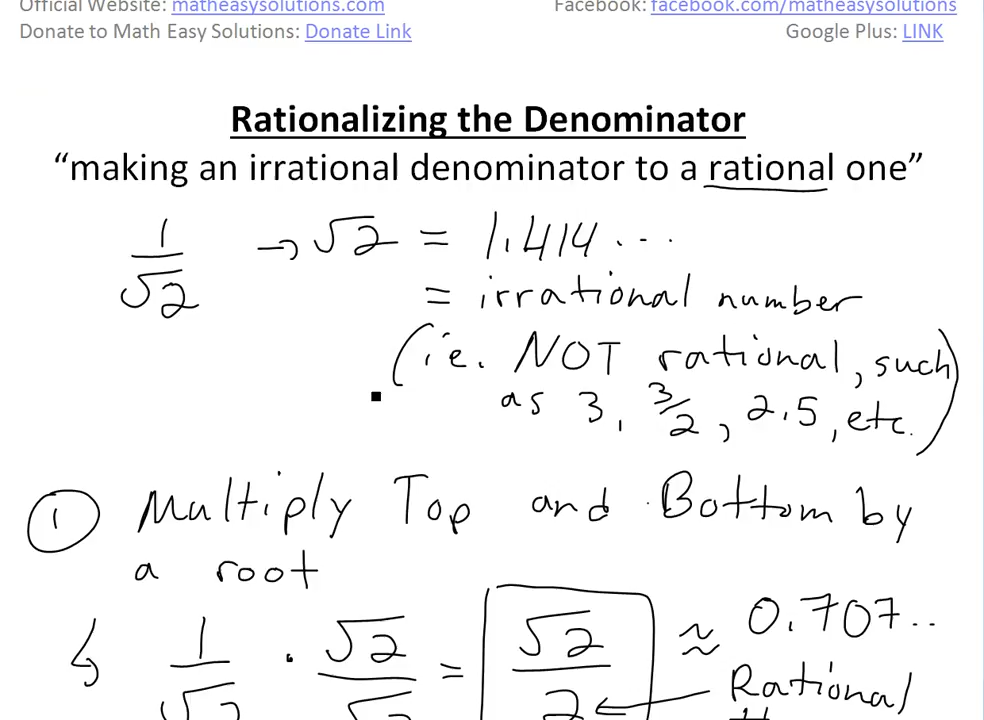 Official Website: matheasysolutions.com Facebook: facebook.com/matheasysolutions
Donate to Math Easy Solutions: Donate Link Google Plus: LINK
Rationalizing the Denominator
“making an irrational denominator to a rational one”
1/√2 → √2 = 1.414...
= irrational number
(i.e. NOT rational, such
as 3, 3/2, 2.5, etc.)
① Multiply Top and Bottom by
a root
↳ 1/√2 · √2/√2 = √2/2 ≈ 0.707..
← Rational